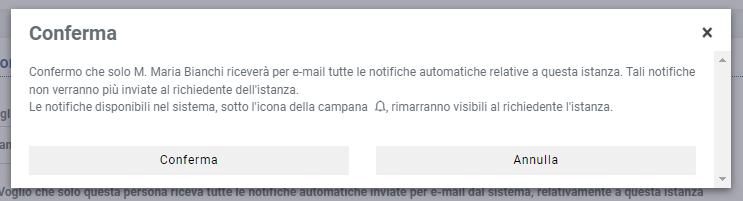 Conferma
×
Confermo che solo M. Maria Bianchi riceverà per e-mail tutte le notifiche automatiche relative a questa istanza. Tali notifiche
non verranno più inviate al richiedente dell'istanza.
Le notifiche disponibili nel sistema, sotto l'icona della campana , rimarranno visibili al richiedente l'istanza.
Conferma Annulla
Voglio che solo questa persona riceva tutte le notifiche automatiche inviate per e-mail dal sistema, relativamente a questa istanza